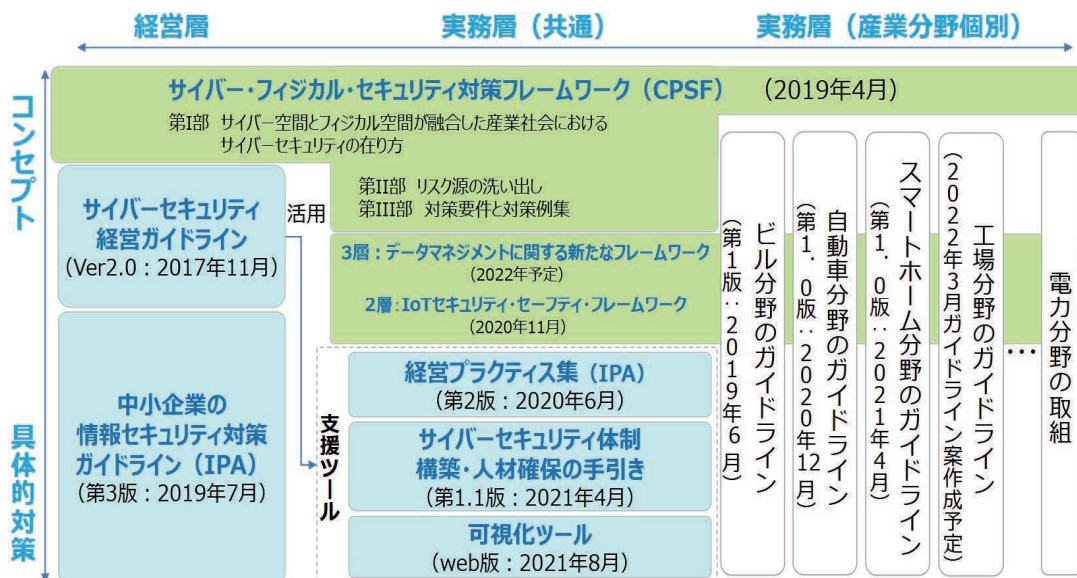 経営層
実務層（共通）
実務層（産業分野個別）
コンセプト
具体的対策
サイバー・フィジカル・セキュリティ対策フレームワーク（CPSF）　（2019年4月）
第Ⅰ部　サイバー空間とフィジカル空間が融合した産業社会における
サイバーセキュリティの在り方
第II部　リスク源の洗い出し
第III部　対策要件と対策例集
サイバーセキュリティ
経営ガイドライン
(Ver2.0：2017年11月)
活用
3層：データマネジメントに関する新たなフレームワーク
(2022年予定)
2層：IoTセキュリティ・セーフティ・フレームワーク
(2020年11月)
中小企業の
情報セキュリティ対策
ガイドライン（IPA）
(第3版：2019年7月)
支援ツール
経営プラクティス集（IPA）
(第2版：2020年6月)
サイバーセキュリティ体制
構築・人材確保の手引き
(第1.1版：2021年4月)
可視化ツール
(web版：2021年8月)
ビル分野のガイドライン
（第1版：2019年6月）
自動車分野のガイドライン
（第1.0版：2020年12月）
スマートホーム分野のガイドライン
（第1.0版：2021年4月）
工場分野のガイドライン
（2022年3月ガイドライン案作成予定）
…
電力分野の取組